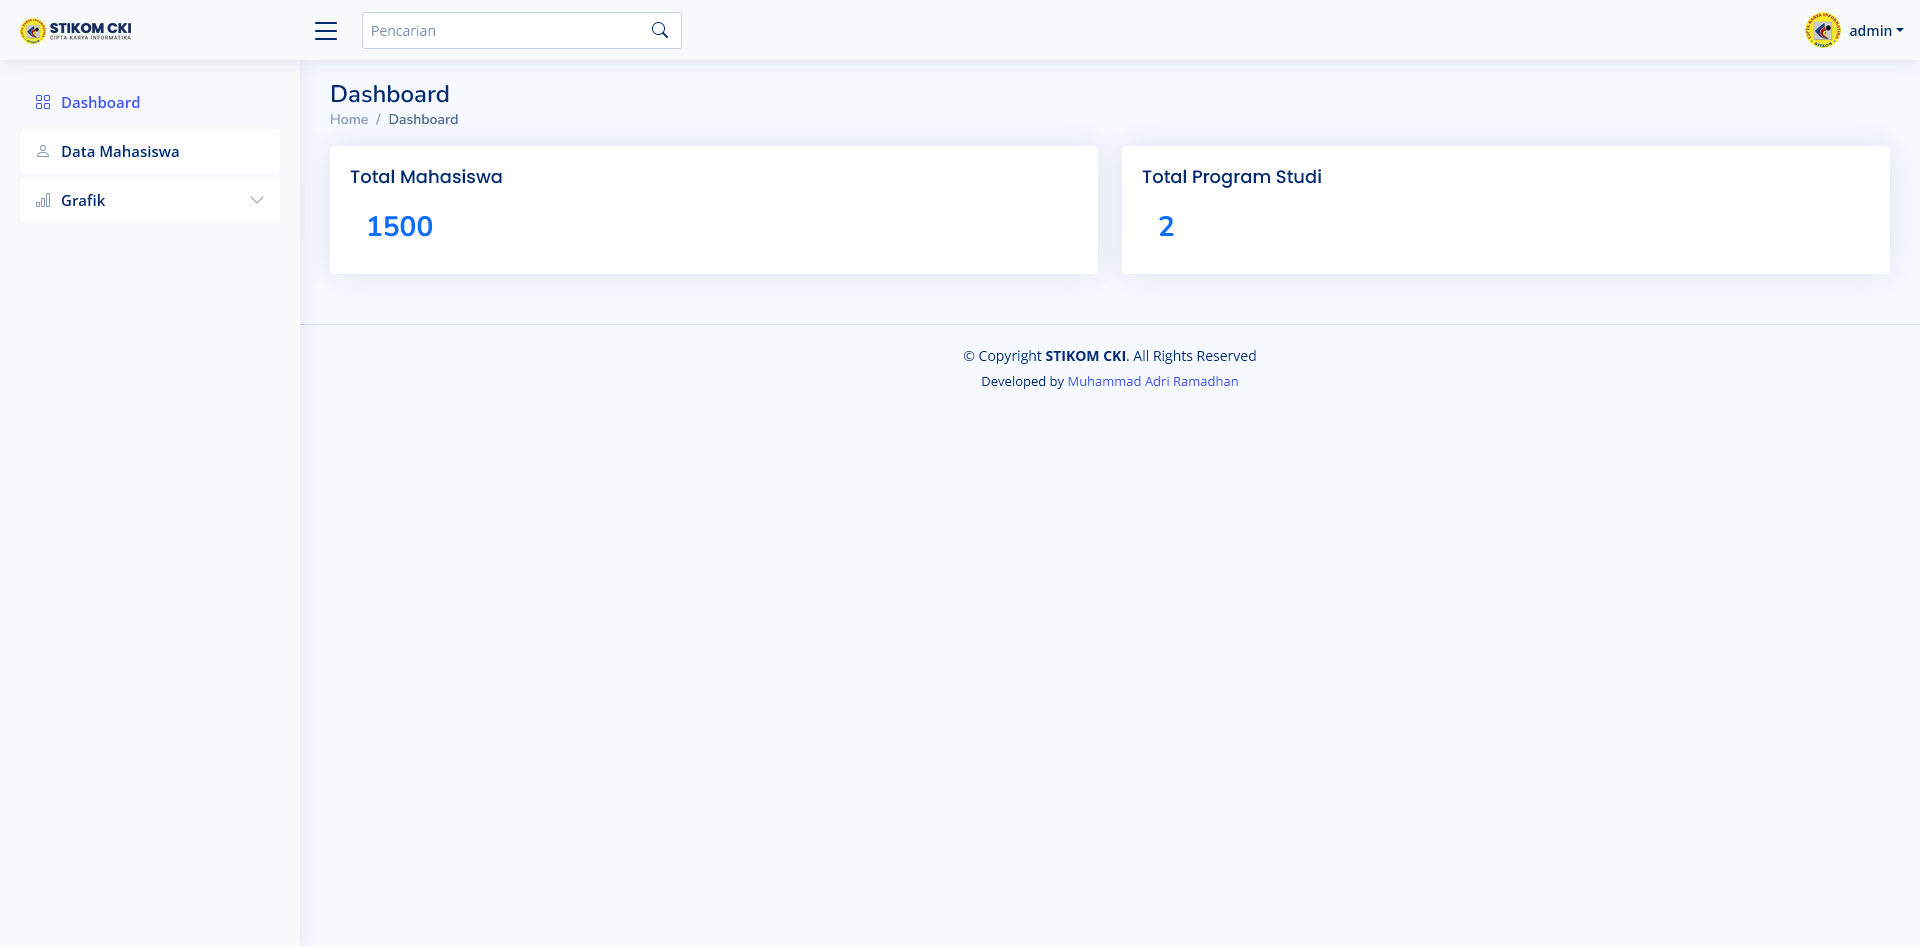 STIKOM CKI
CIPTA KARYA INFORMATIKA
Pencarian
admin
Dashboard
Data Mahasiswa
Grafik
Dashboard
Home / Dashboard
Total Mahasiswa
1500
Total Program Studi
2
© Copyright STIKOM CKI. All Rights Reserved
Developed by Muhammad Adri Ramadhan